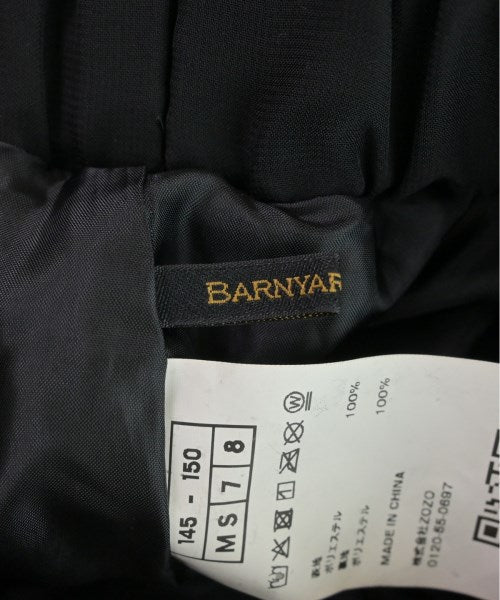 BARNYAR
145 - 150
MS 7 8
表地
ポリエステル 100%
裏地
ポリエステル 100%
MADE IN CHINA
株式会社ZOZO
0120-55-0697